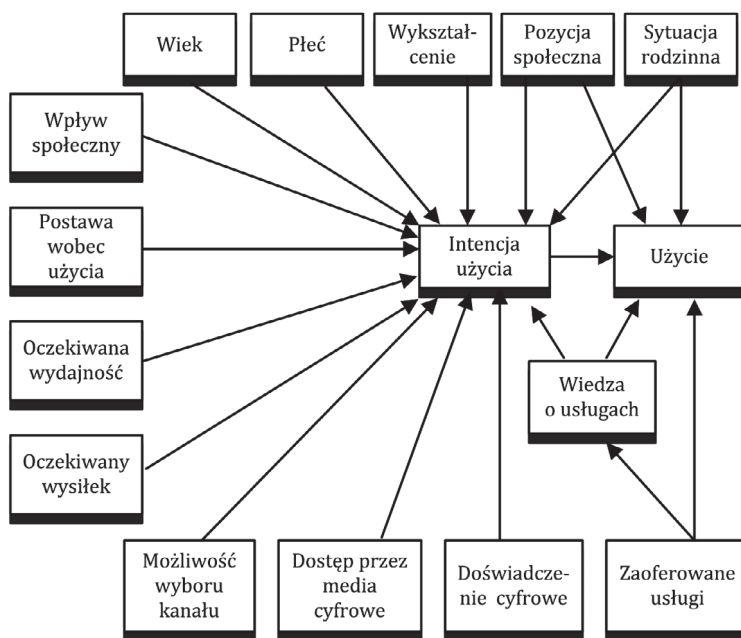 Wiek
Płeć
Wykształ-
cenie
Pozycja
społeczna
Sytuacja
rodzinna
Wpływ
społeczny
Postawa
wobec
użycia
Intencja
użycia
Użycie
Oczekiwana
wydajność
Wiedza
o usługach
Oczekiwany
wysiłek
Możliwość
wyboru
kanału
Dostęp przez
media
cyfrowe
Doświadcze-
nie cyfrowe
Zaoferowane
usługi